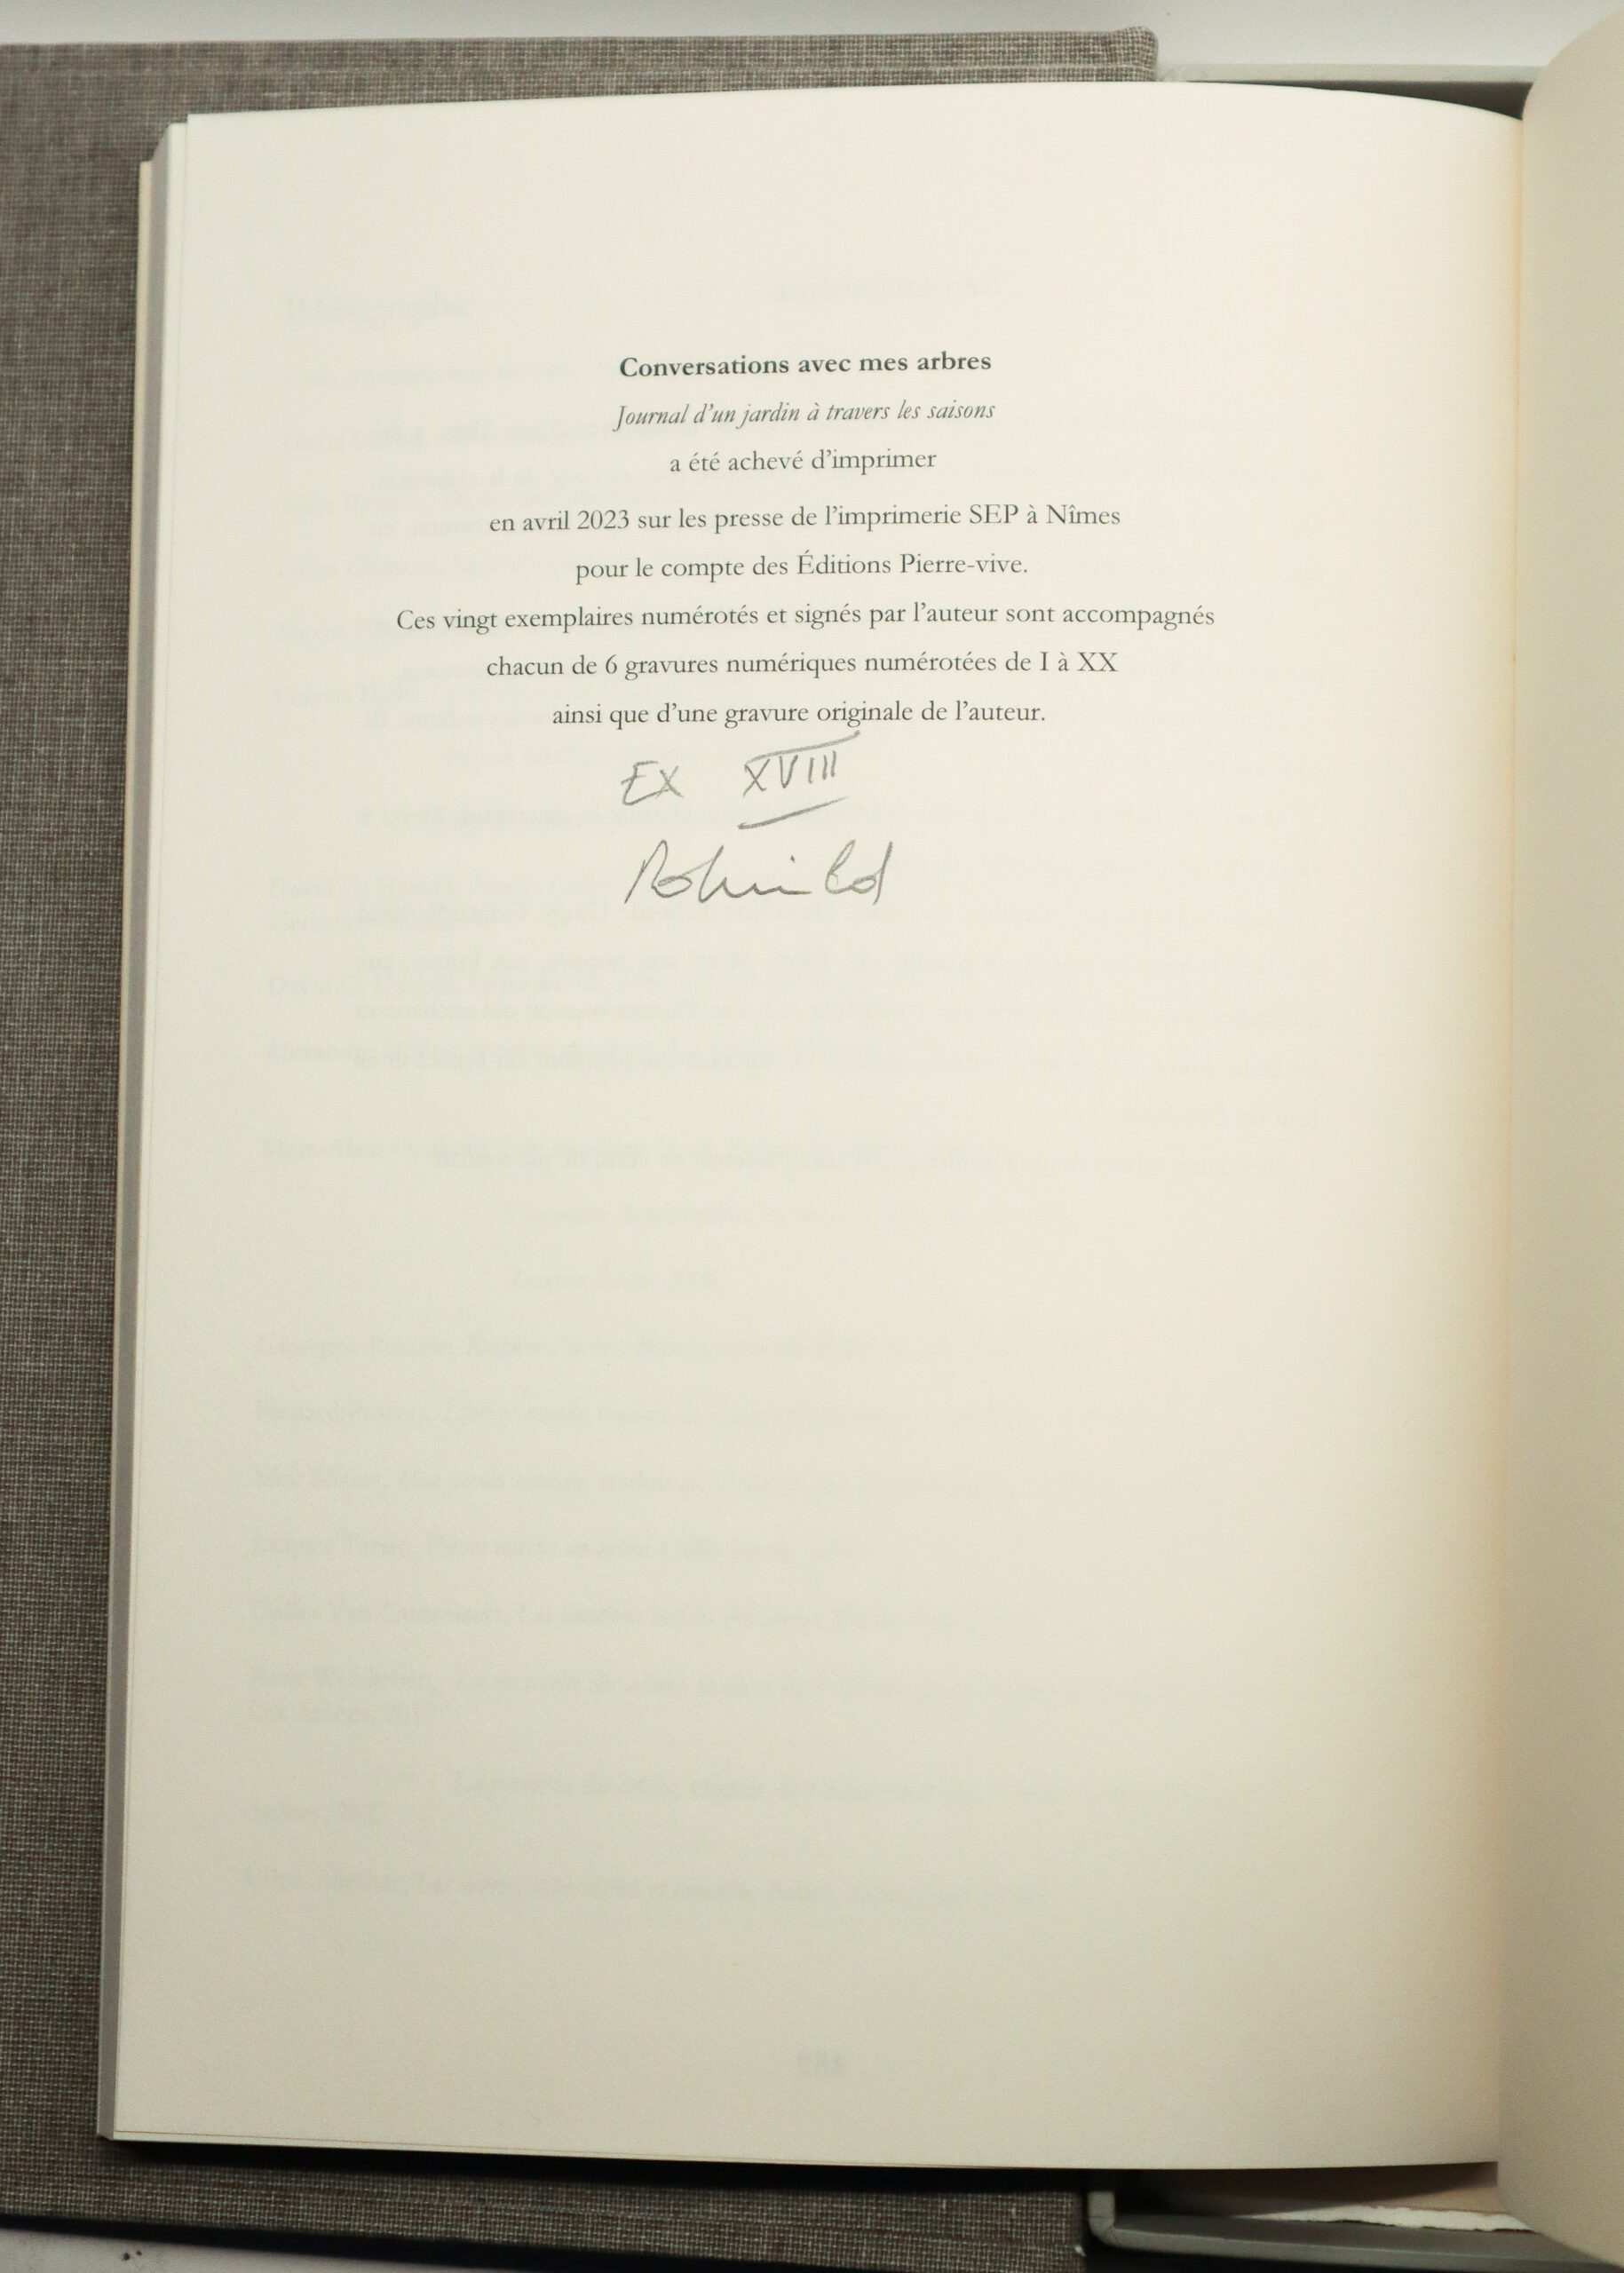 Conversations avec mes arbres
Journal d’un jardin à travers les saisons
a été achevé d’imprimer
en avril 2023 sur les presse de l’imprimerie SEP à Nîmes
pour le compte des Éditions Pierre-vive.
Ces vingt exemplaires numérotés et signés par l’auteur sont accompagnés
chacun de 6 gravures numériques numérotées de I à XX
ainsi que d’une gravure originale de l’auteur.
EX XVIII